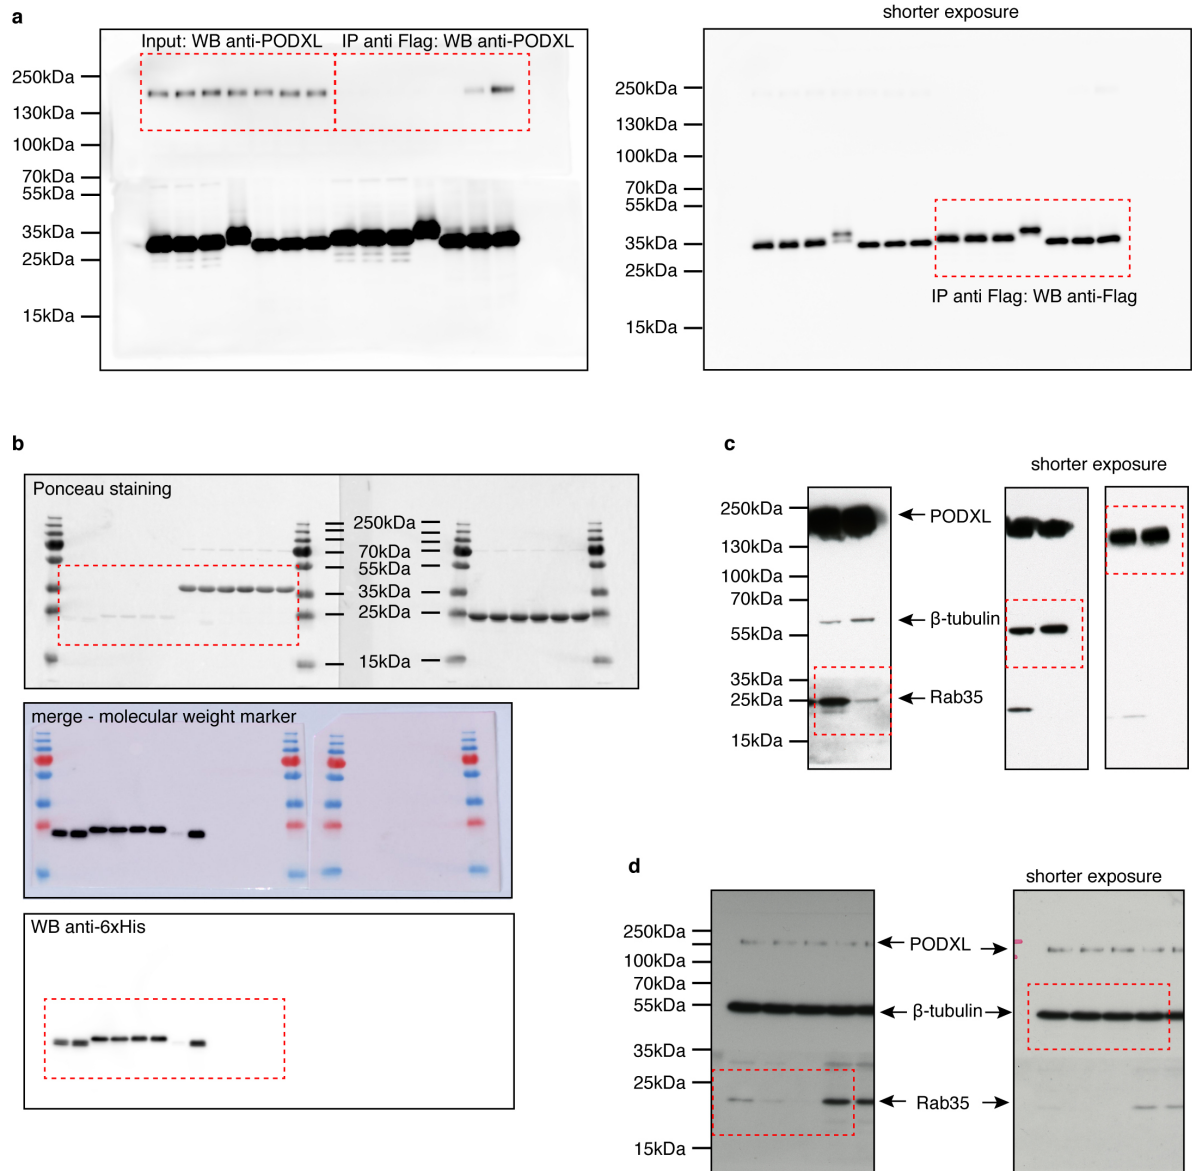 a
Input: WB anti-PODXL
IP anti Flag: WB anti-PODXL
250kDa
130kDa
100kDa
70kDa
55kDa
35kDa
25kDa
15kDa
shorter exposure
250kDa
130kDa
100kDa
70kDa
55kDa
35kDa
25kDa
15kDa
IP anti Flag: WB anti-Flag
b
Ponceau staining
250kDa
70kDa
55kDa
35kDa
25kDa
15kDa
merge - molecular weight marker
WB anti-6xHis
c
shorter exposure
250kDa
130kDa
100kDa
70kDa
55kDa
35kDa
25kDa
15kDa
PODXL
β-tubulin
Rab35
d
shorter exposure
250kDa
100kDa
70kDa
55kDa
35kDa
25kDa
15kDa
PODXL
β-tubulin
Rab35